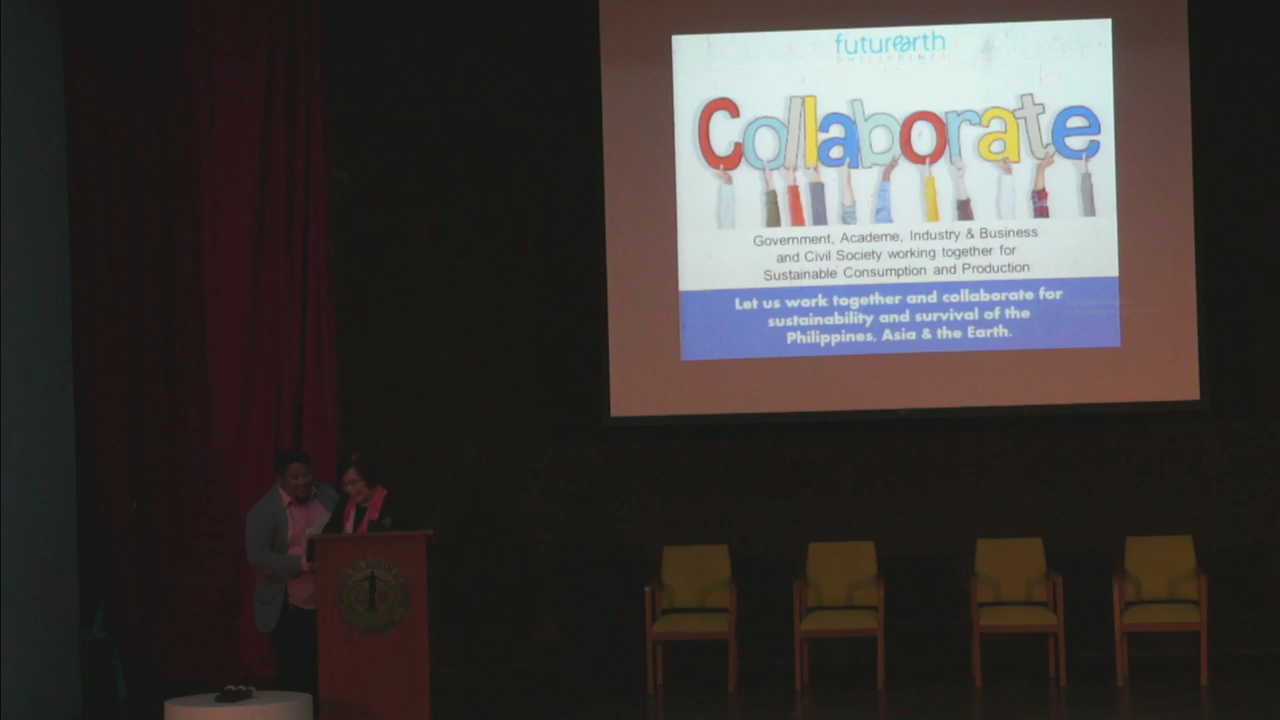 futurearth
PHILIPPINES
Collaborate
Government, Academe, Industry & Business
and Civil Society working together for
Sustainable Consumption and Production
Let us work together and collaborate for
sustainability and survival of the
Philippines, Asia & the Earth.